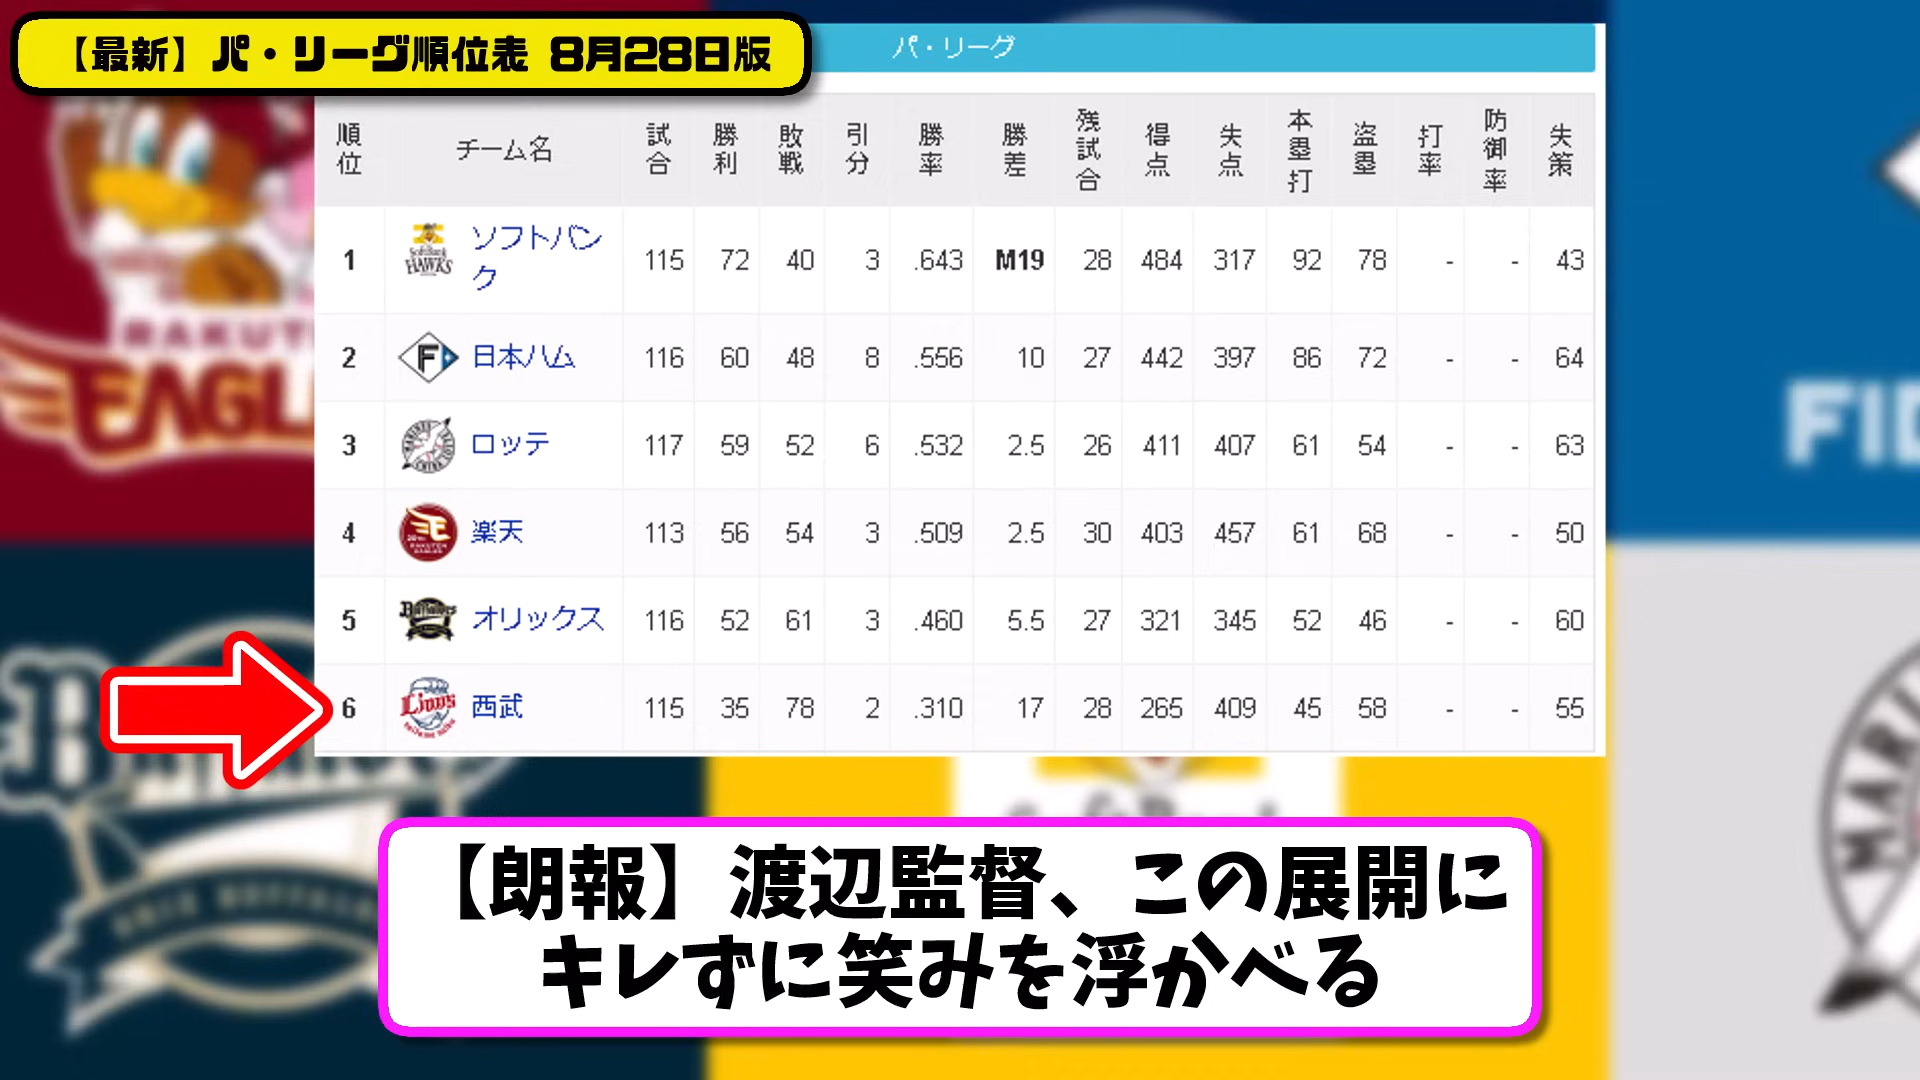 【最新】パ・リーグ順位表 8月28日版
パ・リーグ
順位 チーム名 試合 勝利 敗戦 引分 勝率 勝差 残試合 得点 失点 本塁打 盗塁 打率 防御率 失策
1 SoftBank HAWKS ソフトバンク 115 72 40 3 .643 M19 28 484 317 92 78 - - 43
2 F 日本ハム 116 60 48 8 .556 10 27 442 397 86 72 - - 64
3 ロッテ 117 59 52 6 .532 2.5 26 411 407 61 54 - - 63
4 E 楽天 113 56 54 3 .509 2.5 30 403 457 61 68 - - 50
5 Buffaloes オリックス 116 52 61 3 .460 5.5 27 321 345 52 46 - - 60
6 Lions 西武 115 35 78 2 .310 17 28 265 409 45 58 - - 55
【朗報】渡辺監督、この展開に
キレずに笑みを浮かべる